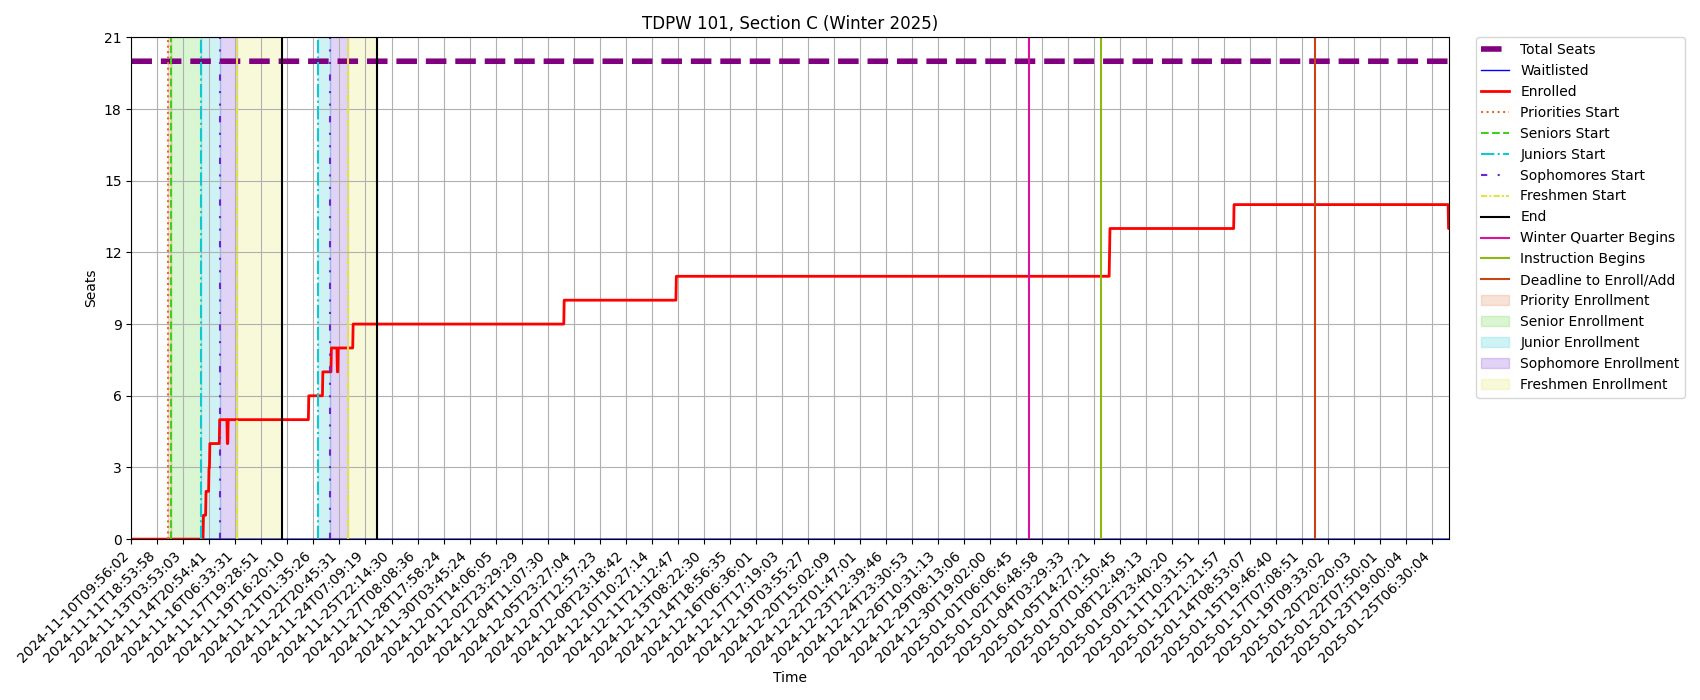 TDPW 101, Section C (Winter 2025)
21
18
15
12
9
6
3
0
Seats
2024-11-10T09:56:02
2024-11-11T18:53:58
2024-11-13T13:53:03
2024-11-14T20:54:41
2024-11-16T06:33:31
2024-11-17T19:28:51
2024-11-19T16:20:10
2024-11-21T01:35:26
2024-11-22T20:45:31
2024-11-24T07:09:19
2024-11-25T22:14:30
2024-11-27T08:08:36
2024-11-28T17:58:24
2024-11-30T03:45:24
2024-12-01T14:06:05
2024-12-02T23:29:29
2024-12-04T11:07:30
2024-12-05T23:27:04
2024-12-07T12:57:23
2024-12-08T23:18:42
2024-12-10T10:27:14
2024-12-11T21:12:47
2024-12-13T08:22:30
2024-12-14T18:56:35
2024-12-16T06:36:01
2024-12-17T17:19:03
2024-12-19T03:55:27
2024-12-20T15:02:09
2024-12-22T01:47:01
2024-12-23T12:39:46
2024-12-24T23:30:53
2024-12-26T10:31:13
2024-12-29T08:13:06
2024-12-30T19:02:00
2025-01-01T06:06:45
2025-01-02T16:48:58
2025-01-04T03:29:33
2025-01-05T14:27:21
2025-01-07T01:50:45
2025-01-08T12:49:13
2025-01-09T23:40:20
2025-01-11T10:31:51
2025-01-12T21:21:57
2025-01-14T08:53:07
2025-01-15T19:46:40
2025-01-17T07:08:51
2025-01-19T09:33:02
2025-01-20T20:20:03
2025-01-22T07:50:01
2025-01-23T19:00:04
2025-01-25T06:30:04
Time
Total Seats
Waitlisted
Enrolled
Priorities Start
Seniors Start
Juniors Start
Sophomores Start
Freshmen Start
End
Winter Quarter Begins
Instruction Begins
Deadline to Enroll/Add
Priority Enrollment
Senior Enrollment
Junior Enrollment
Sophomore Enrollment
Freshmen Enrollment